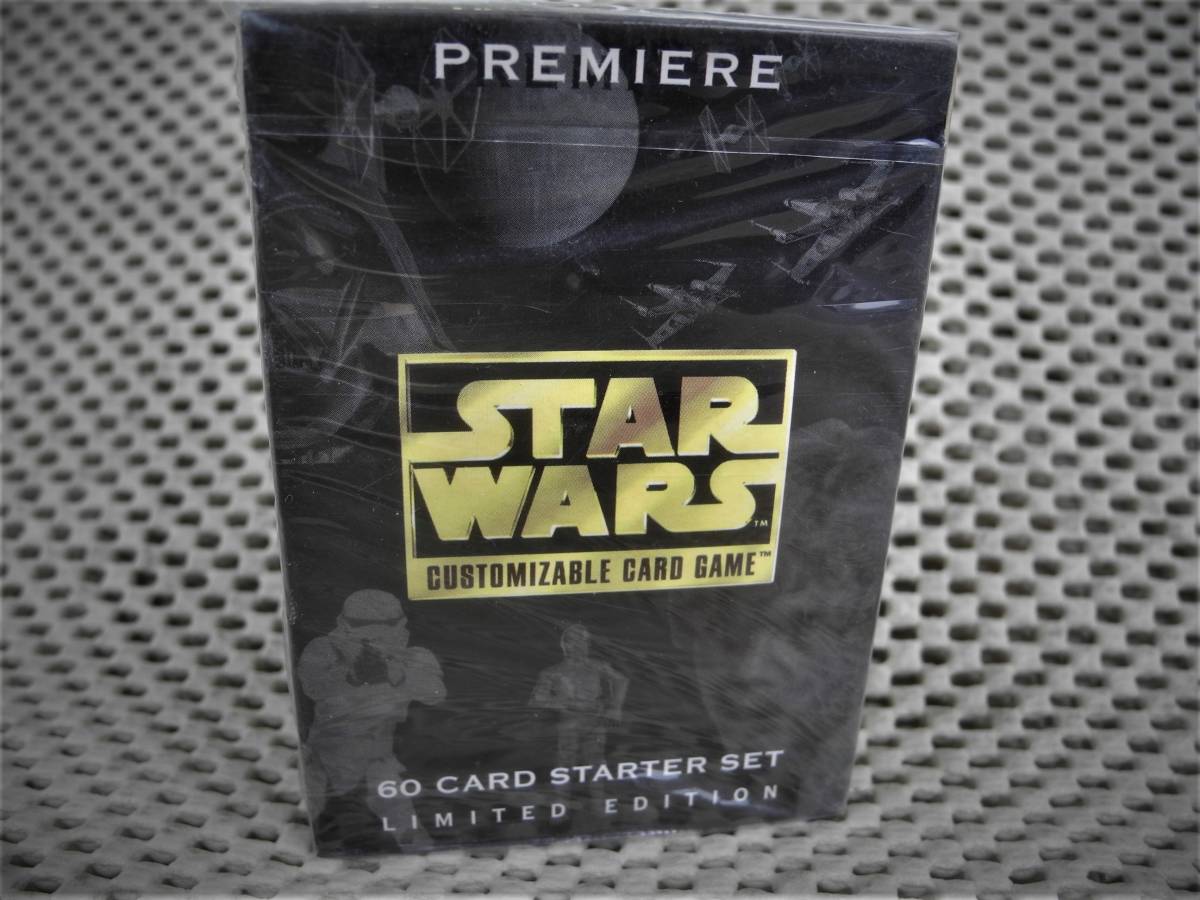 PREMIERE
STAR
WARS™
CUSTOMIZABLE CARD GAME™
60 CARD STARTER SET
LIMITED EDITION